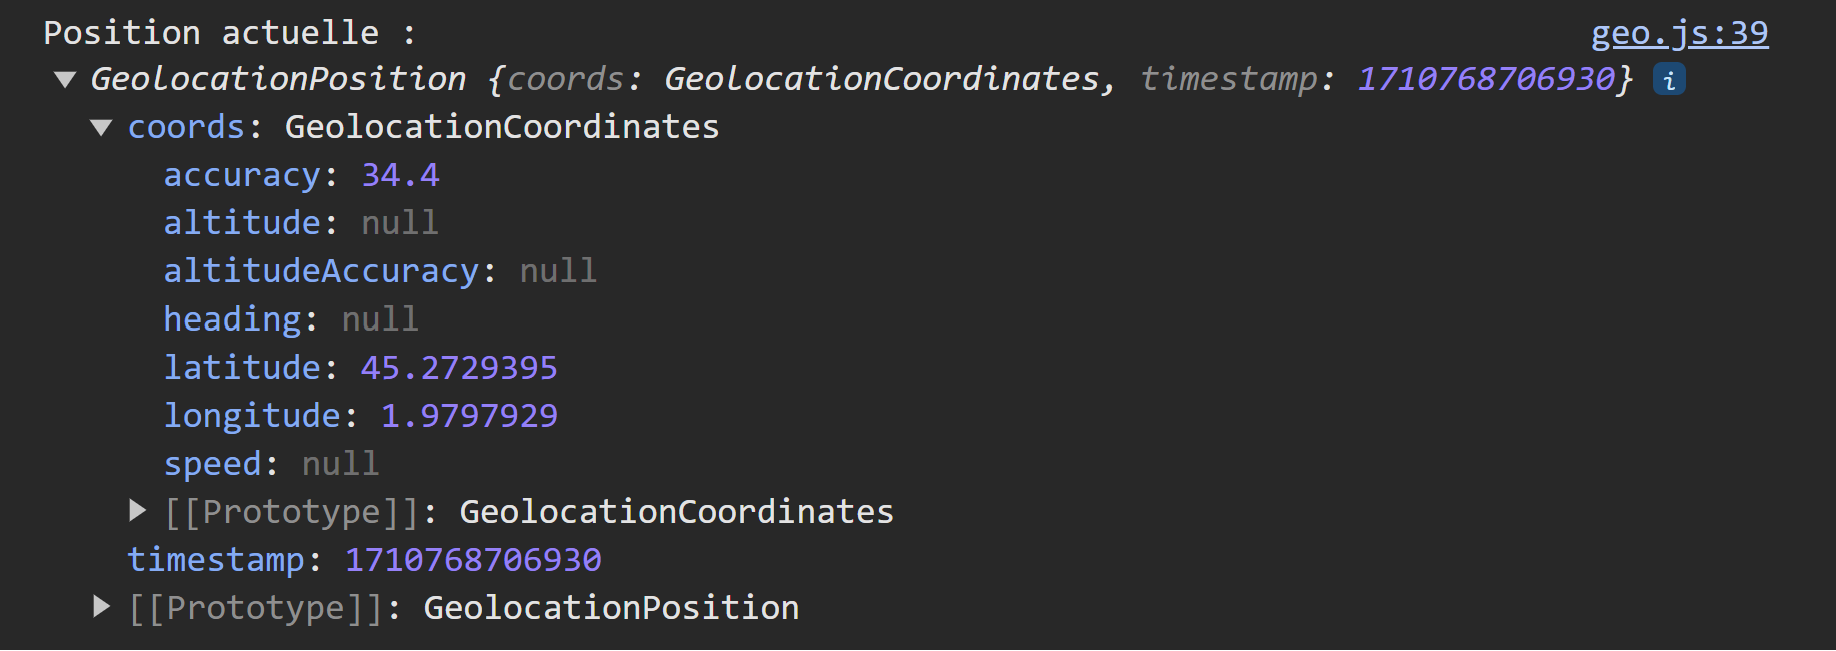 Position actuelle : geo.js:39
▼ GeolocationPosition {coords: GeolocationCoordinates, timestamp: 1710768706930} i
▼ coords: GeolocationCoordinates
accuracy: 34.4
altitude: null
altitudeAccuracy: null
heading: null
latitude: 45.2729395
longitude: 1.9797929
speed: null
▶ [[Prototype]]: GeolocationCoordinates
timestamp: 1710768706930
▶ [[Prototype]]: GeolocationPosition